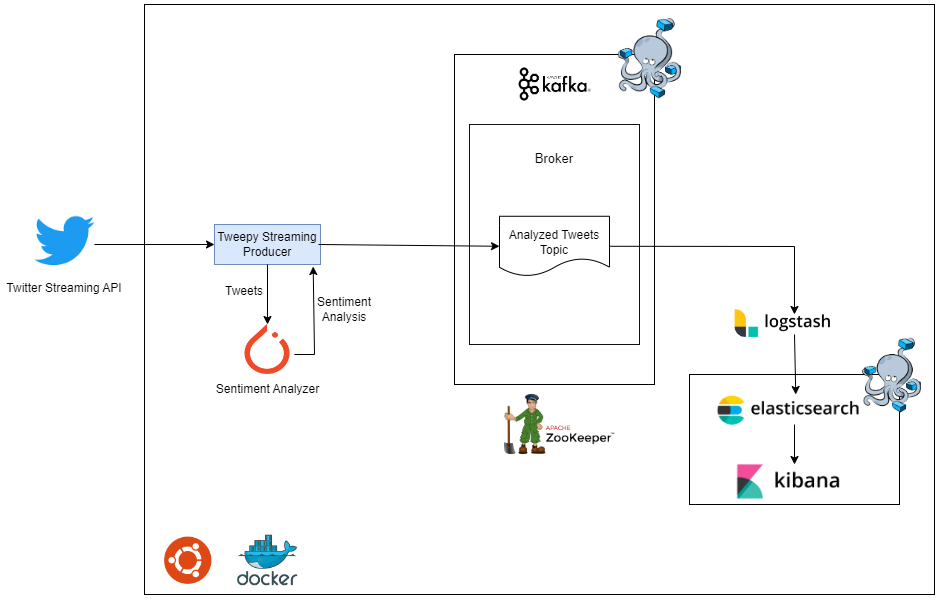 kafka
Broker
Analyzed Tweets
Topic
Tweepy Streaming
Producer
Twitter Streaming API
Tweets
Sentiment
Analysis
Sentiment Analyzer
logstash
elasticsearch
kibana
APACHE
ZooKeeper
docker